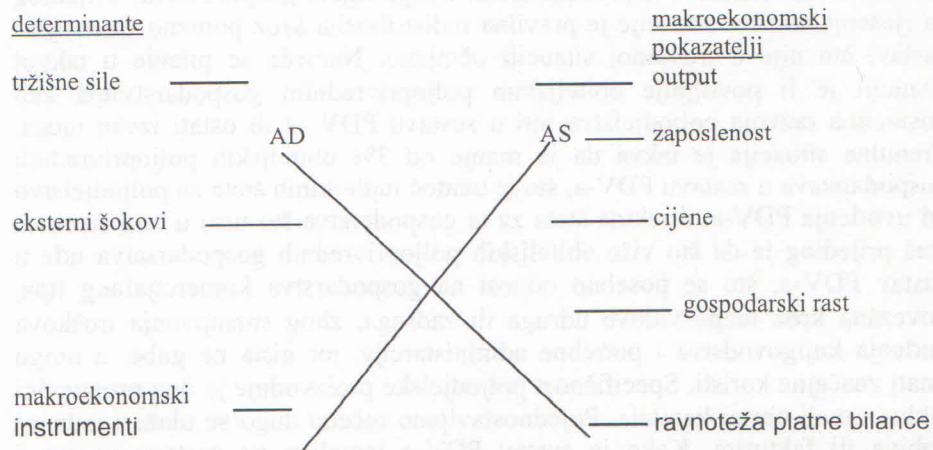 determinante
makroekonomski
pokazatelji
tržišne sile
output
AD
AS
zaposlenost
eksterni šokovi
cijene
gospodarski rast
makroekonomski
instrumenti
ravnoteža platne bilance